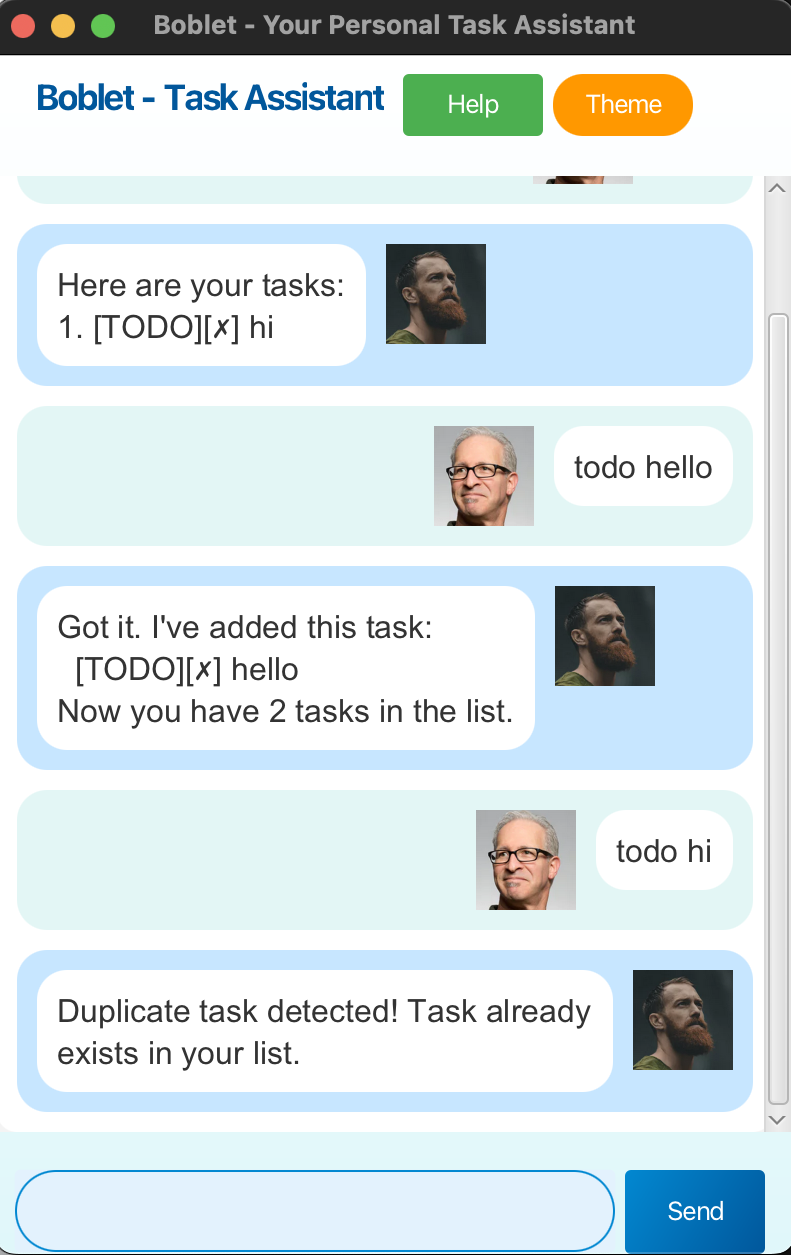 Boblet - Your Personal Task Assistant
Boblet - Task Assistant
Help
Theme
Here are your tasks:
1. [TODO][✗] hi
todo hello
Got it. I've added this task:
[TODO][✗] hello
Now you have 2 tasks in the list.
todo hi
Duplicate task detected! Task already
exists in your list.
Send